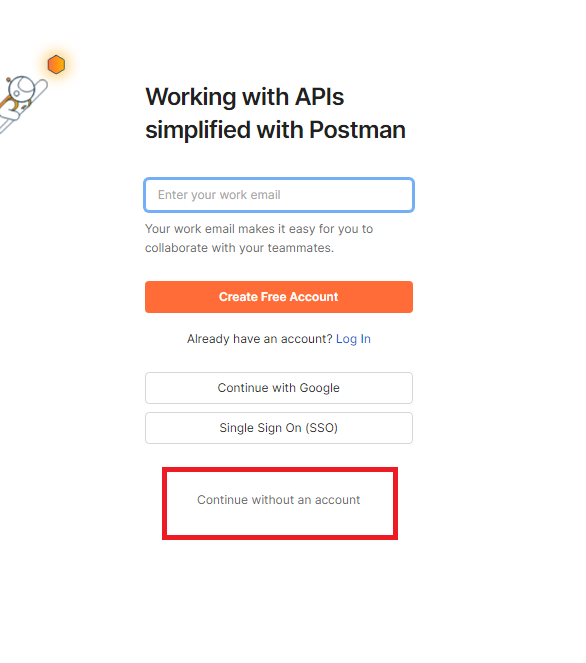 Working with APIs
simplified with Postman
Enter your work email
Your work email makes it easy for you to
collaborate with your teammates.
Create Free Account
Already have an account? Log In
Continue with Google
Single Sign On (SSO)
Continue without an account